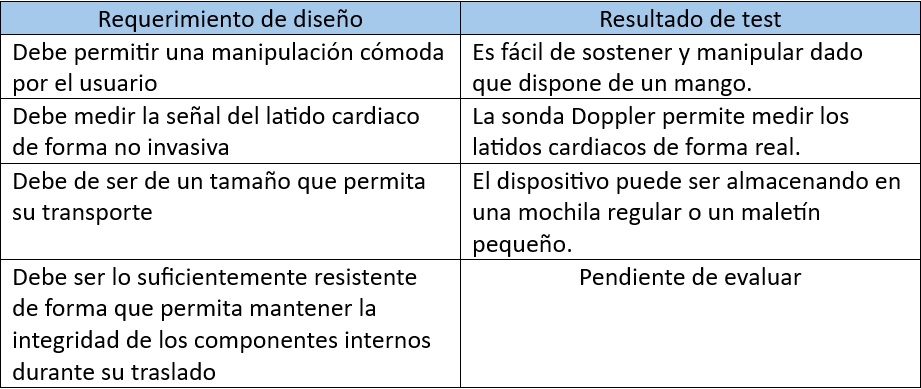 Requerimiento de diseño
Resultado de test
Debe permitir una manipulación cómoda
por el usuario
Es fácil de sostener y manipular dado
que dispone de un mango.
Debe medir la señal del latido cardiaco
de forma no invasiva
La sonda Doppler permite medir los
latidos cardiacos de forma real.
Debe de ser de un tamaño que permita
su transporte
El dispositivo puede ser almacenando en
una mochila regular o un maletín
pequeño.
Debe ser lo suficientemente resistente
de forma que permita mantener la
integridad de los componentes internos
durante su traslado
Pendiente de evaluar